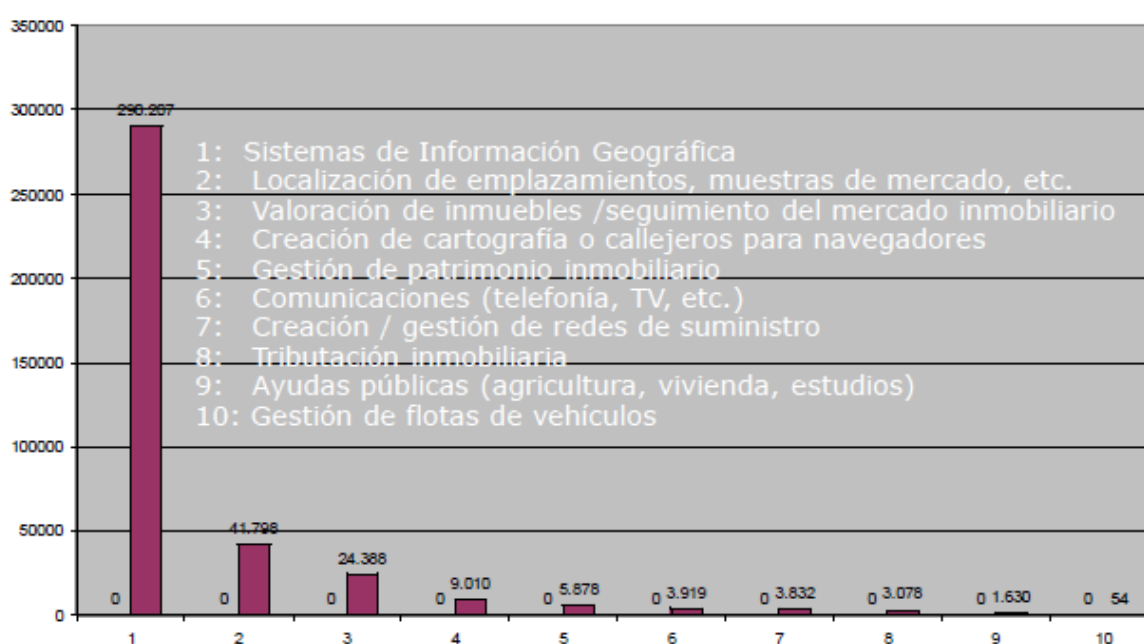 350000
300000
290.207
250000
200000
150000
100000
50000
0
1: Sistemas de Información Geográfica
2: Localización de emplazamientos, muestras de mercado, etc.
3: Valoración de inmuebles /seguimiento del mercado inmobiliario
4: Creación de cartografía o callejeros para navegadores
5: Gestión de patrimonio inmobiliario
6: Comunicaciones (telefonía, TV, etc.)
7: Creación / gestión de redes de suministro
8: Tributación inmobiliaria
9: Ayudas públicas (agricultura, vivienda, estudios)
10: Gestión de flotas de vehículos
0 0 41.798 0 24.388 0 9.010 0 5.878 0 3.919 0 3.832 0 3.078 0 1.630 0 54
1 2 3 4 5 6 7 8 9 10